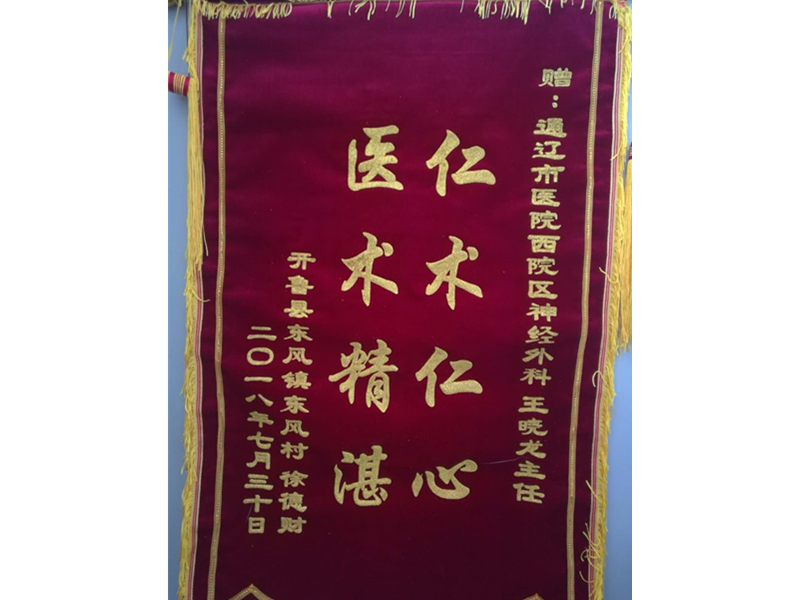 赠：通辽市医院西院区神经外科 王晓龙主任
仁术仁心
医术精湛
开鲁县东风镇东风村 徐德财
二〇一八年七月三十日